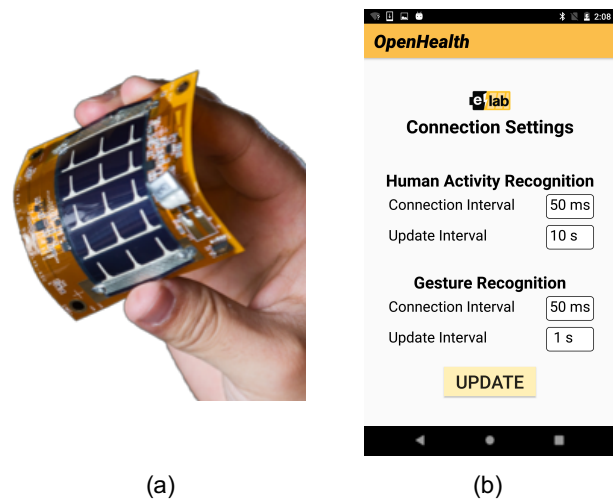 2:08
OpenHealth
e lab
Connection Settings
Human Activity Recognition
Connection Interval 50 ms
Update Interval 10 s
Gesture Recognition
Connection Interval 50 ms
Update Interval 1 s
UPDATE
(a) (b)